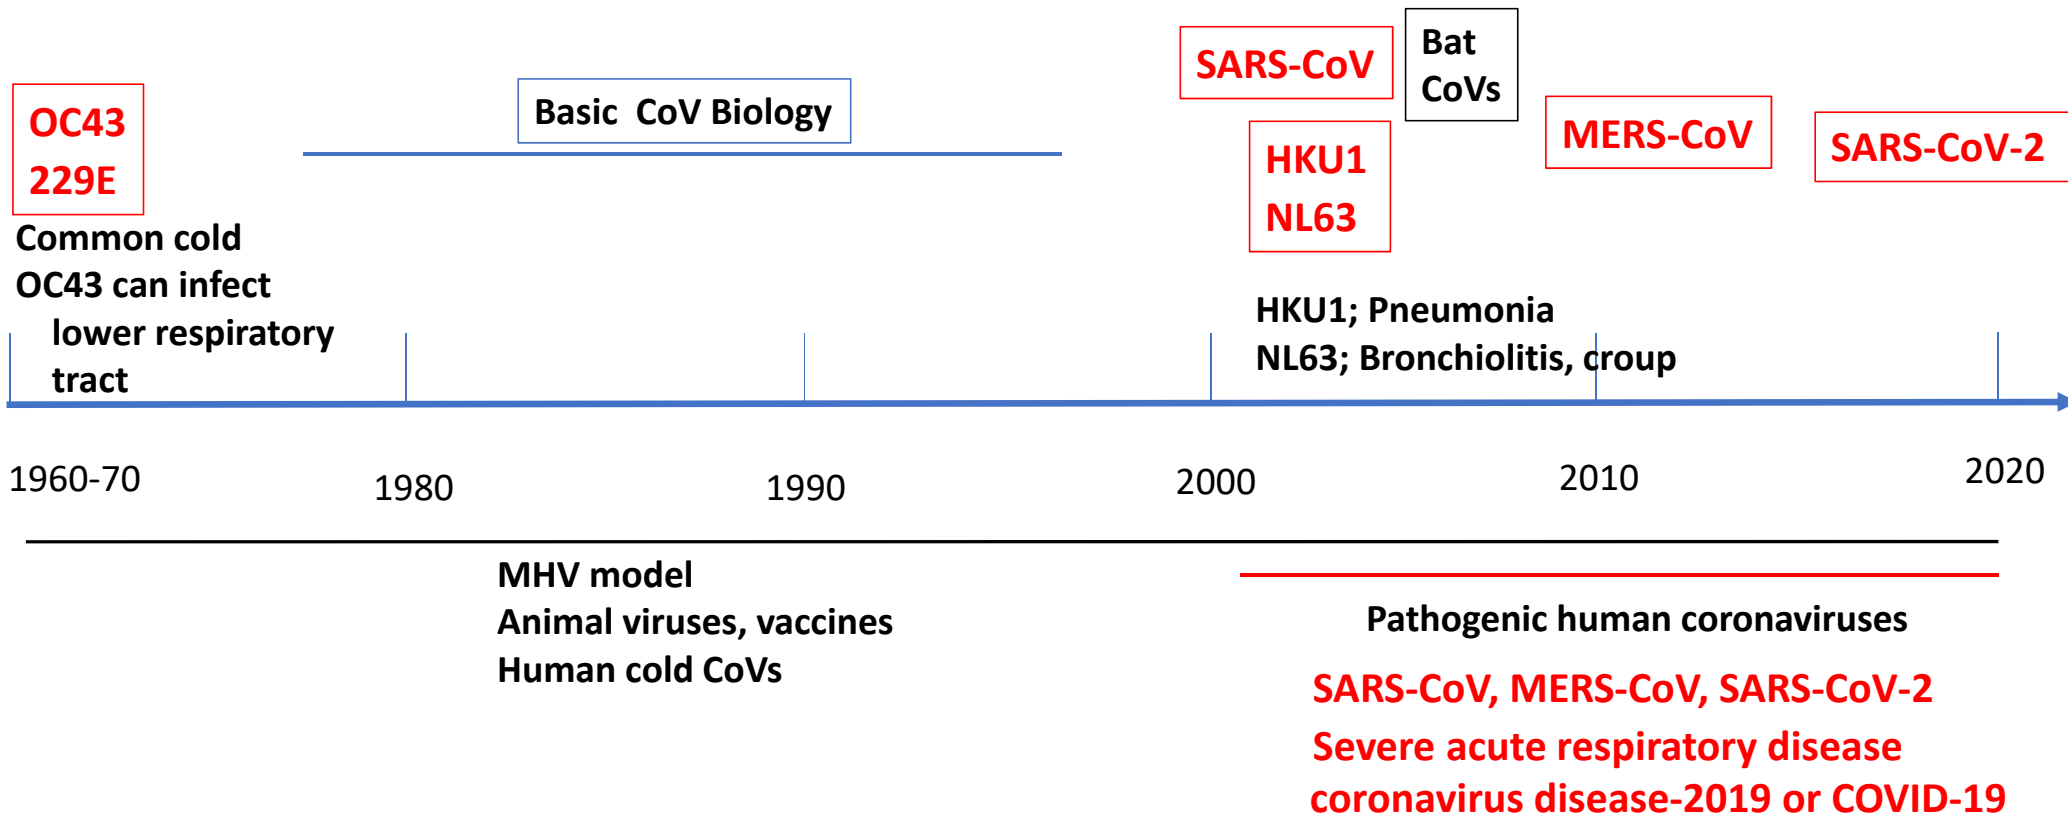 OC43
229E
Common cold
OC43 can infect
lower respiratory
tract
Basic CoV Biology
SARS-CoV
Bat
CoVs
HKU1
NL63
MERS-CoV
SARS-CoV-2
HKU1; Pneumonia
NL63; Bronchiolitis, croup
1960-70
1980
1990
2000
2010
2020
MHV model
Animal viruses, vaccines
Human cold CoVs
Pathogenic human coronaviruses
SARS-CoV, MERS-CoV, SARS-CoV-2
Severe acute respiratory disease
coronavirus disease-2019 or COVID-19